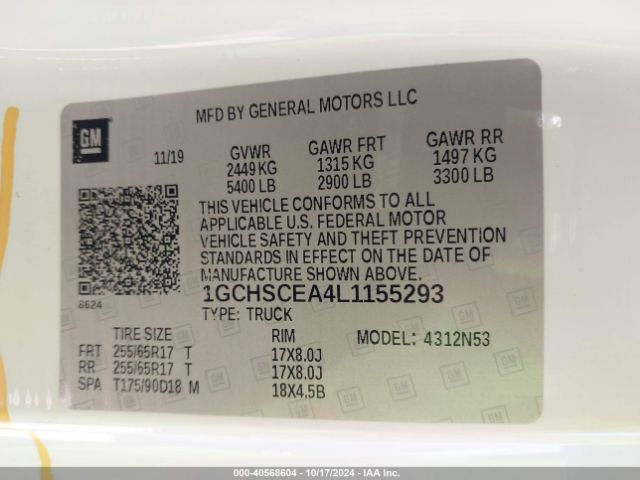 MFD BY GENERAL MOTORS LLC
GM
11/19
GVWR GAWR FRT GAWR RR
2449 KG 1315 KG 1497 KG
5400 LB 2900 LB 3300 LB
THIS VEHICLE CONFORMS TO ALL
APPLICABLE U.S. FEDERAL MOTOR
VEHICLE SAFETY AND THEFT PREVENTION
STANDARDS IN EFFECT ON THE DATE OF
MANUFACTURE SHOWN ABOVE.
8624
1GCHSCEA4L1155293
TYPE: TRUCK
TIRE SIZE RIM MODEL: 4312N53
FRT 255/65R17 T 17X8.0J
RR 255/65R17 T 17X8.0J
SPA T175/90D18 M 18X4.5B
000-40568604 / 10/17/2024 / IAA Inc.